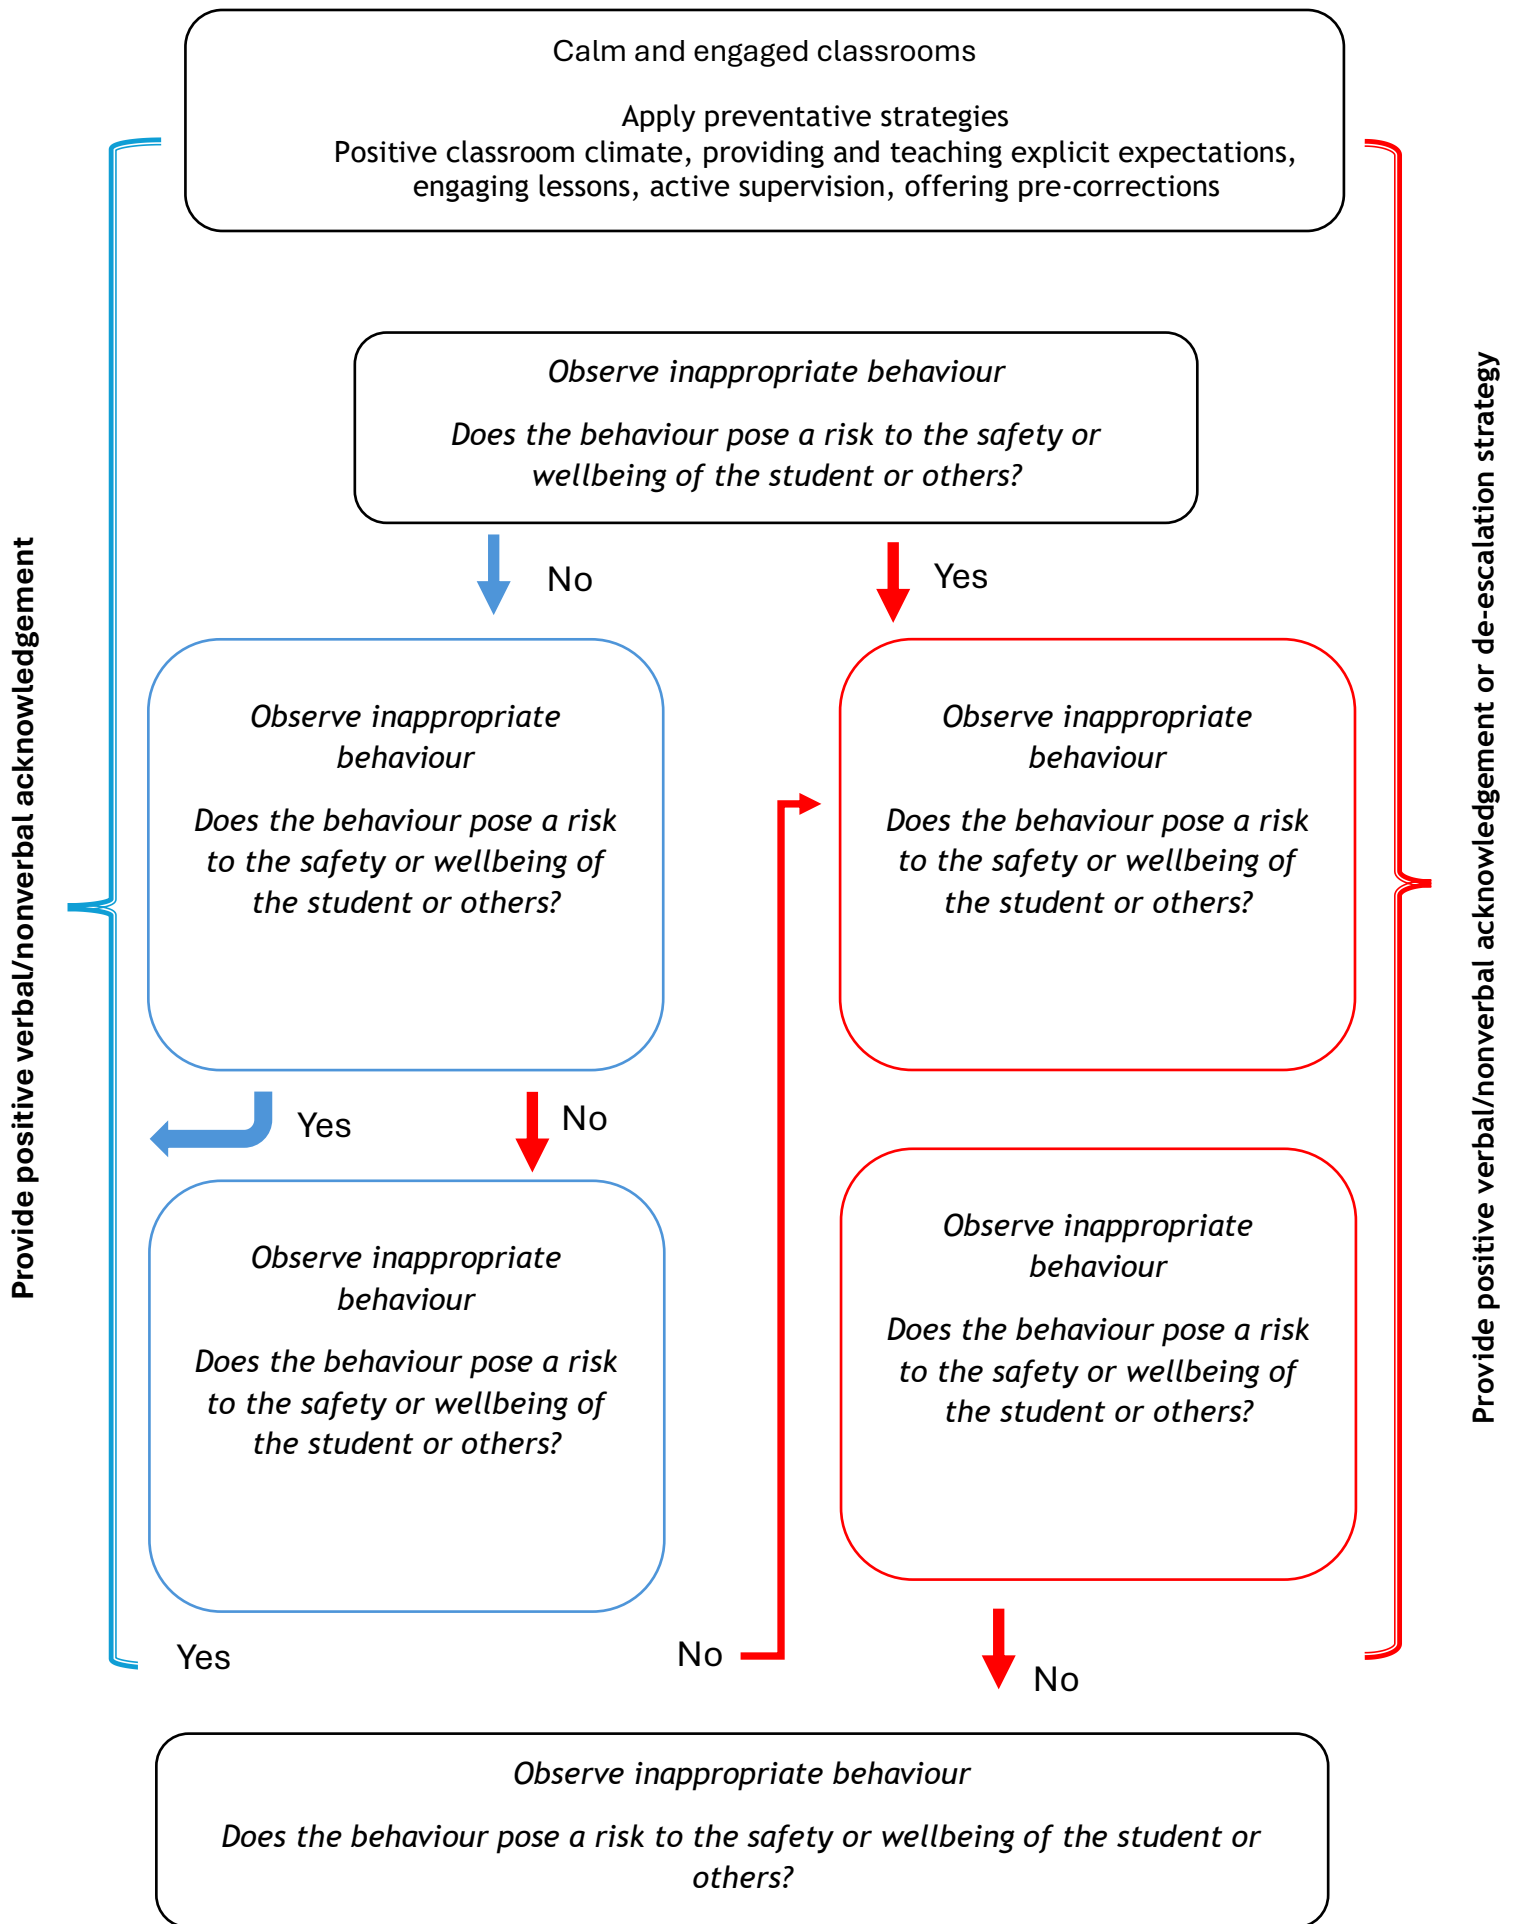 Calm and engaged classrooms
Apply preventative strategies
Positive classroom climate, providing and teaching explicit expectations,
engaging lessons, active supervision, offering pre-corrections
Provide positive verbal/nonverbal acknowledgement
Provide positive verbal/nonverbal acknowledgement or de-escalation strategy
Observe inappropriate behaviour
Does the behaviour pose a risk to the safety or
wellbeing of the student or others?
No
Yes
Observe inappropriate
behaviour
Does the behaviour pose a risk
to the safety or wellbeing of
the student or others?
Observe inappropriate
behaviour
Does the behaviour pose a risk
to the safety or wellbeing of
the student or others?
Yes
No
Observe inappropriate
behaviour
Does the behaviour pose a risk
to the safety or wellbeing of
the student or others?
Observe inappropriate
behaviour
Does the behaviour pose a risk
to the safety or wellbeing of
the student or others?
Yes
No
No
Observe inappropriate behaviour
Does the behaviour pose a risk to the safety or wellbeing of the student or
others?